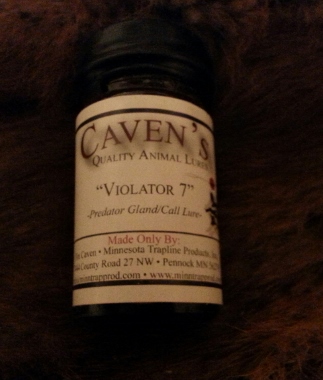 CAVEN'S
QUALITY ANIMAL LURES
"VIOLATOR 7"
-Predator Gland/Call Lure-
Made Only By:
Caven • Minnesota Trapline Products,
County Road 27 NW • Pennock MN
• www.minntrapprod.com